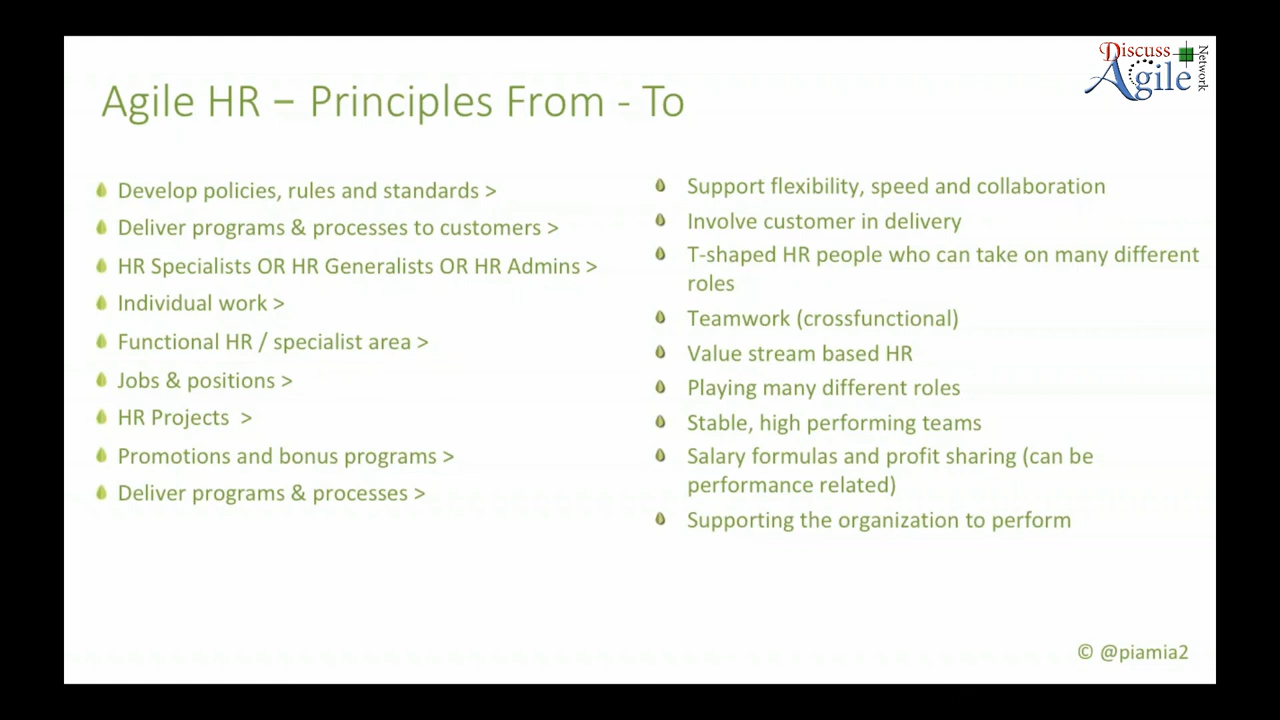 Discuss
Agile
Network
Agile HR – Principles From - To
Develop policies, rules and standards >
Deliver programs & processes to customers >
HR Specialists OR HR Generalists OR HR Admins >
Individual work >
Functional HR / specialist area >
Jobs & positions >
HR Projects  >
Promotions and bonus programs >
Deliver programs & processes >
Support flexibility, speed and collaboration
Involve customer in delivery
T-shaped HR people who can take on many different
roles
Teamwork (crossfunctional)
Value stream based HR
Playing many different roles
Stable, high performing teams
Salary formulas and profit sharing (can be
performance related)
Supporting the organization to perform
© @piamia2